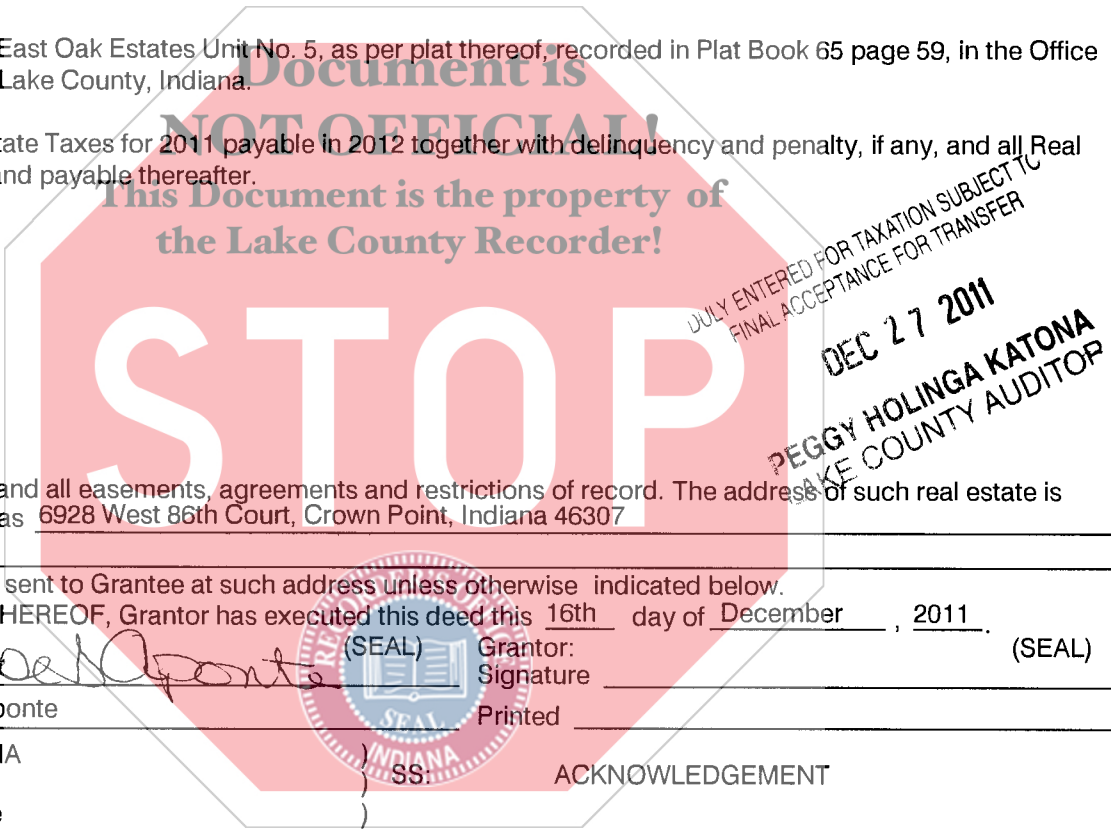 East Oak Estates Unit No. 5, as per plat thereof, recorded in Plat Book 65 page 59, in the Office
Lake County, Indiana.
Document is
NOT OFFICIAL!
tate Taxes for 2011 payable in 2012 together with delinquency and penalty, if any, and all Real
nd payable thereafter.
This Document is the property of
the Lake County Recorder!
DULY ENTERED FOR TAXATION SUBJECT TO
FINAL ACCEPTANCE FOR TRANSFER
DEC 27 2011
PEGGY HOLINGA KATONA
LAKE COUNTY AUDITOR
STOP
and all easements, agreements and restrictions of record. The address of such real estate is
as 6928 West 86th Court, Crown Point, Indiana 46307
sent to Grantee at such address unless otherwise indicated below.
HEREOF, Grantor has executed this deed this 16th day of December , 2011.
(SEAL) Grantor: (SEAL)
Aponte Signature
ponte Printed
RECORDER'S OFFICE
SEAL
INDIANA
IA
) SS: ACKNOWLEDGEMENT
)
e )